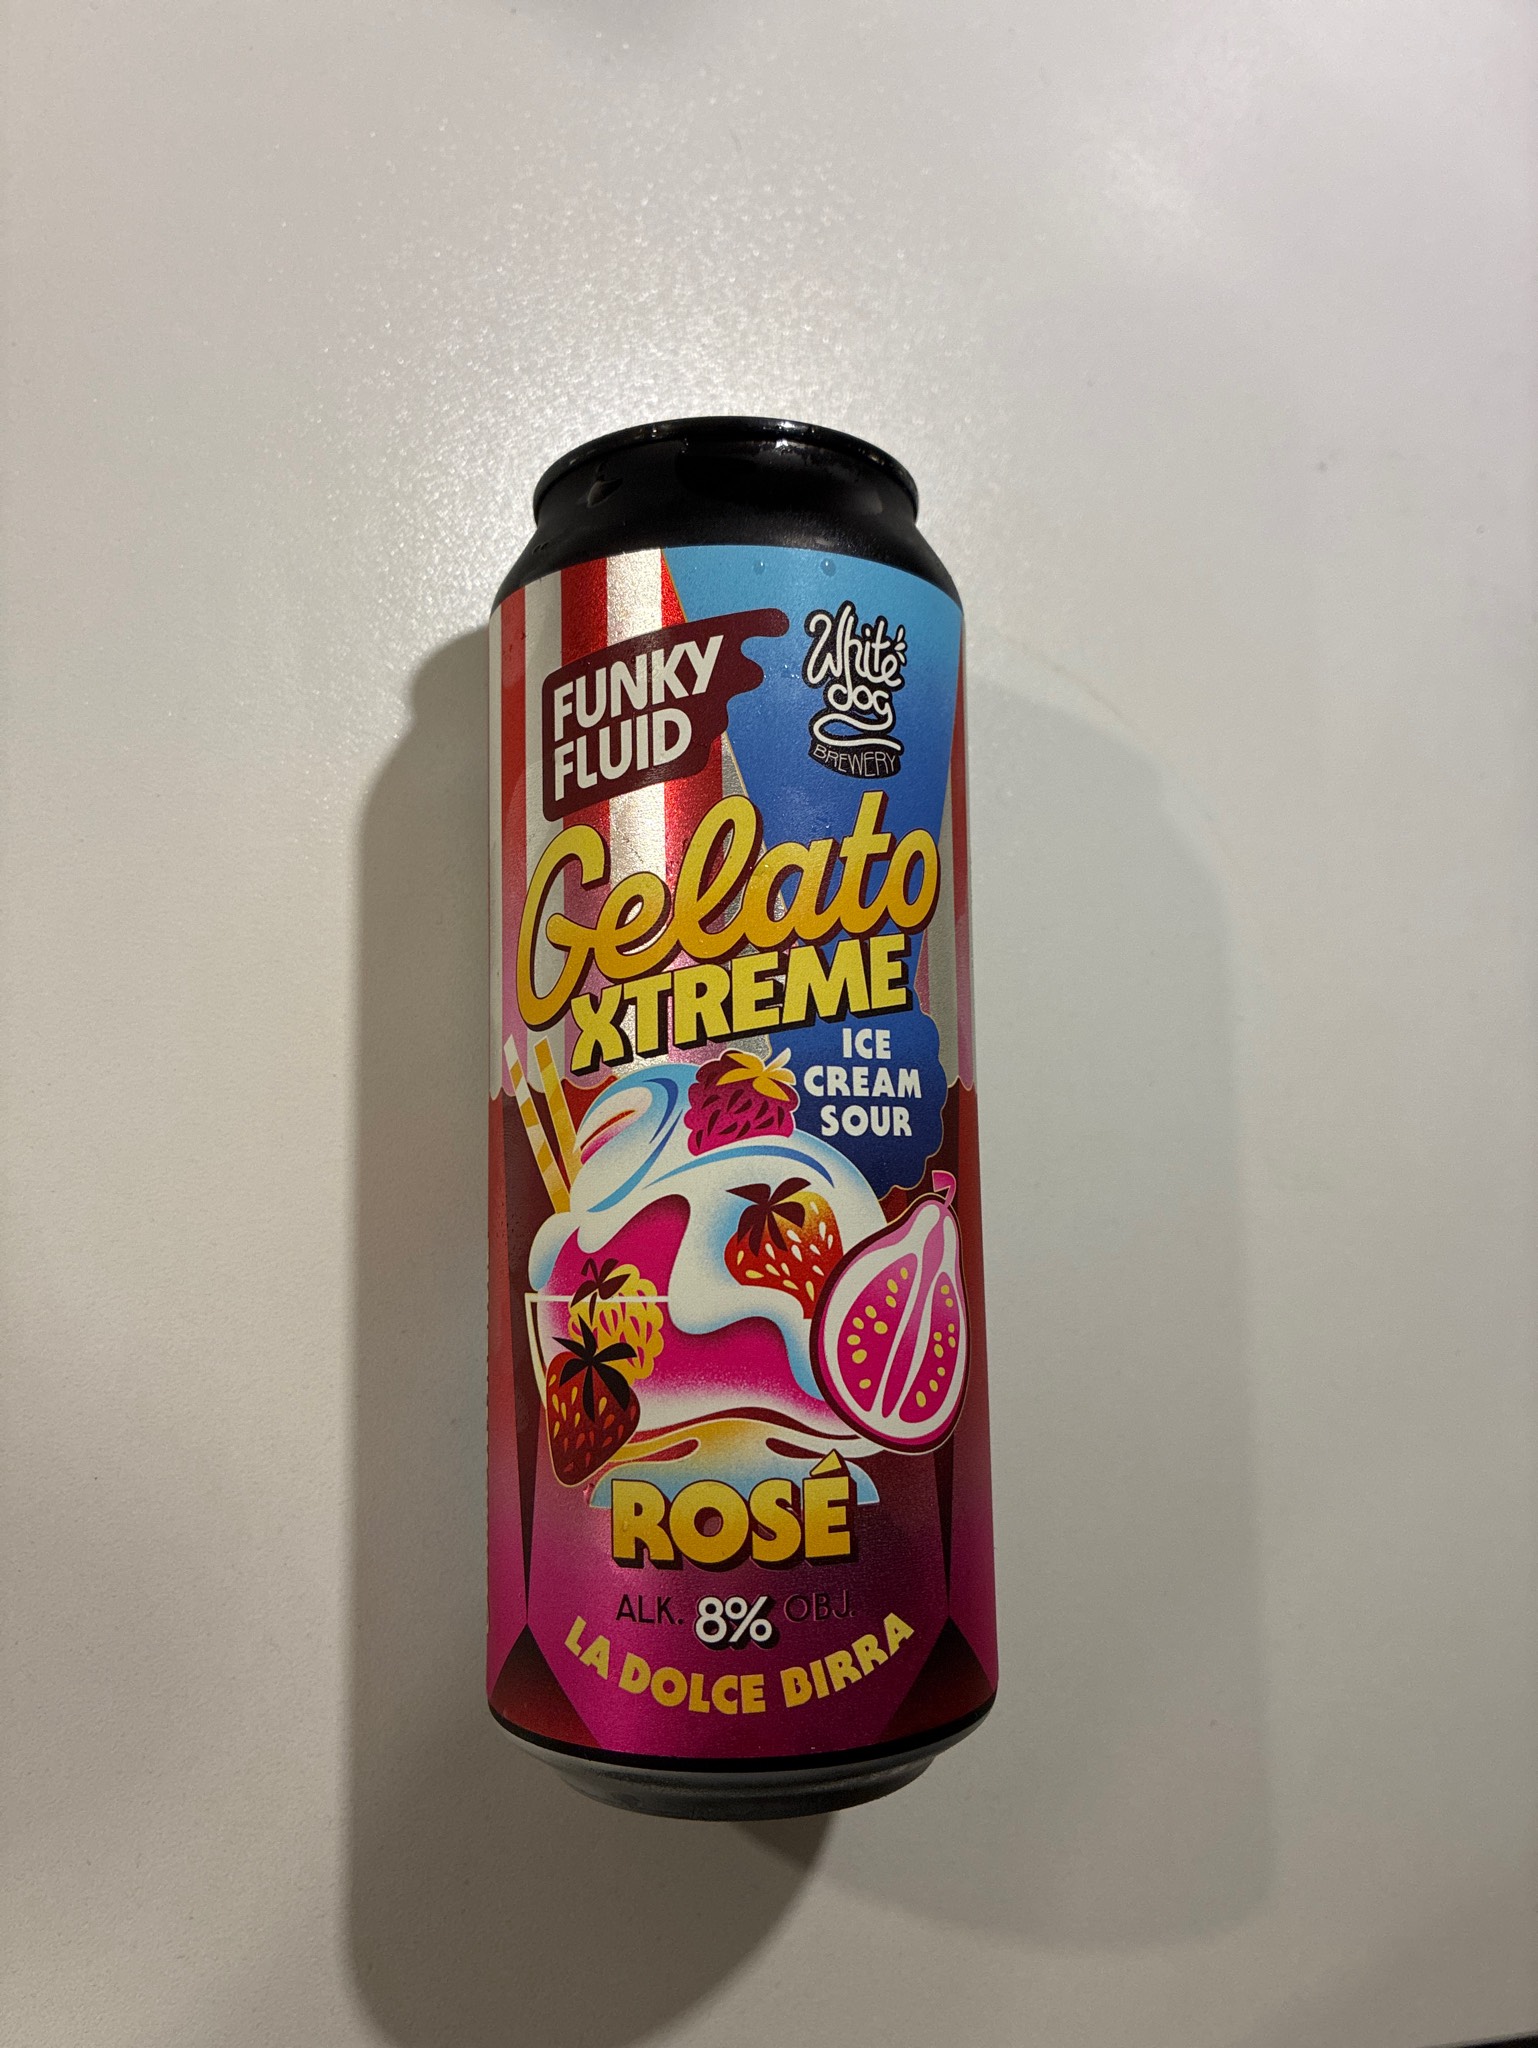 FUNKY
FLUID
White
dog
BREWERY
Gelato
XTREME
ICE
CREAM
SOUR
ROSÉ
ALK. 8% OBJ.
LA DOLCE BIRRA